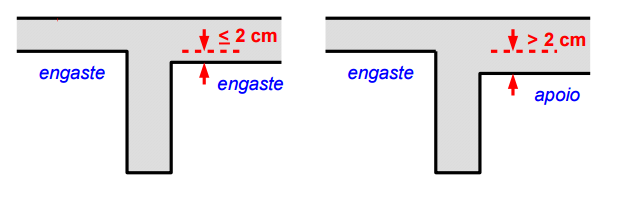 ≤ 2 cm
engaste
engaste
> 2 cm
engaste
apoio